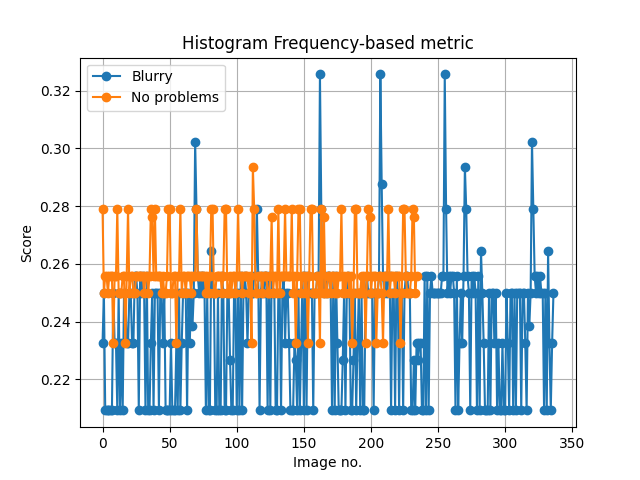 Histogram Frequency-based metric
Blurry
No problems
0.32
0.30
0.28
0.26
0.24
0.22
Score
0 50 100 150 200 250 300 350
Image no.